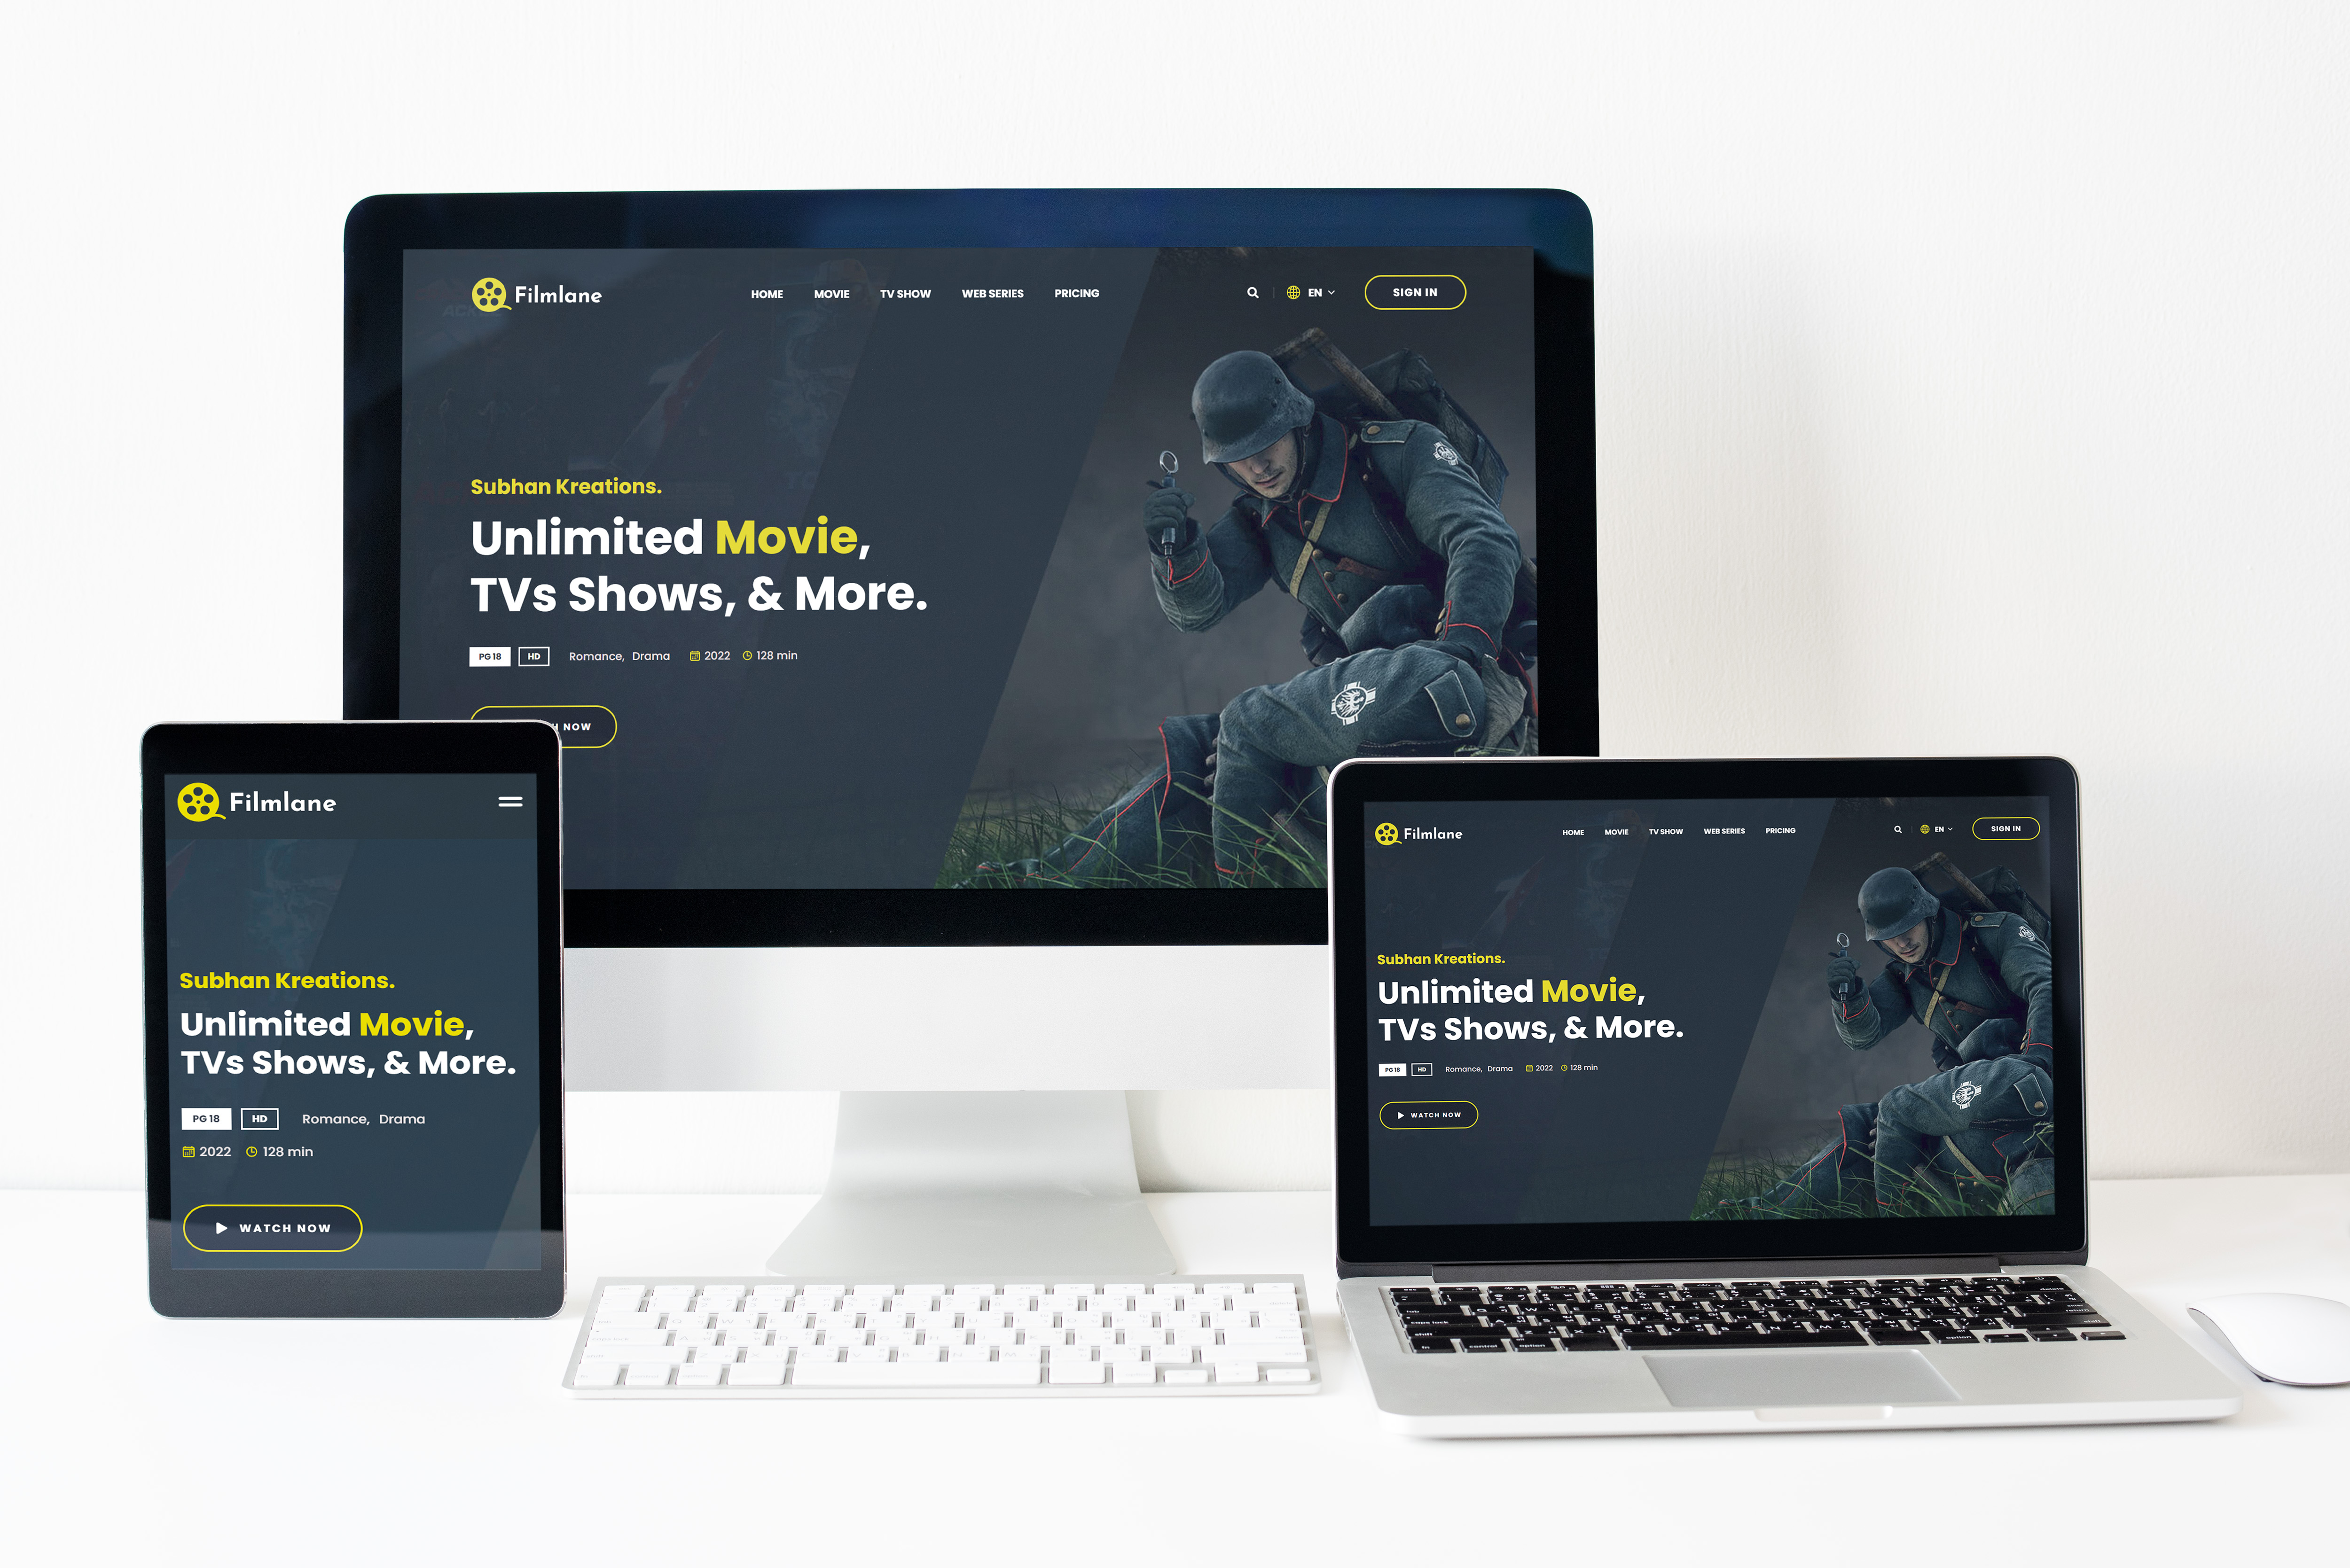 Filmlane
HOME MOVIE TV SHOW WEB SERIES PRICING
EN
SIGN IN
Subhan Kreations.
Unlimited Movie,
TVs Shows, & More.
PG 18 HD Romance, Drama 2022 128 min
NOW
Filmlane
Subhan Kreations.
Unlimited Movie,
TVs Shows, & More.
PG 18 HD Romance, Drama
2022 128 min
WATCH NOW
Filmlane
HOME MOVIE TV SHOW WEB SERIES PRICING
EN
SIGN IN
Subhan Kreations.
Unlimited Movie,
TVs Shows, & More.
PG 18 HD Romance, Drama 2022 128 min
WATCH NOW